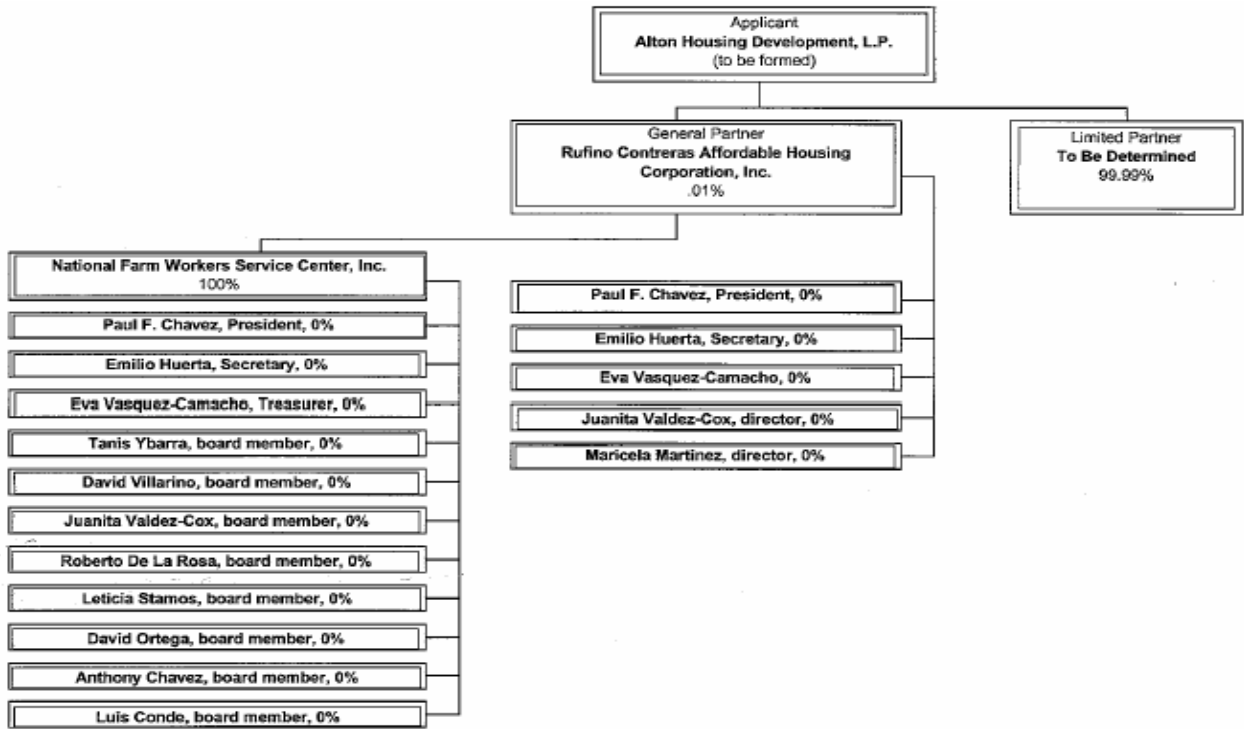 Applicant
Alton Housing Development, L.P.
(to be formed)
General Partner
Rufino Contreras Affordable Housing
Corporation, Inc.
.01%
Limited Partner
To Be Determined
99.99%
National Farm Workers Service Center, Inc.
100%
Paul F. Chavez, President, 0%
Emilio Huerta, Secretary, 0%
Eva Vasquez-Camacho, Treasurer, 0%
Tanis Ybarra, board member, 0%
David Villarino, board member, 0%
Juanita Valdez-Cox, board member, 0%
Roberto De La Rosa, board member, 0%
Leticia Stamos, board member, 0%
David Ortega, board member, 0%
Anthony Chavez, board member, 0%
Luis Conde, board member, 0%
Paul F. Chavez, President, 0%
Emilio Huerta, Secretary, 0%
Eva Vasquez-Camacho, 0%
Juanita Valdez-Cox, director, 0%
Maricela Martinez, director, 0%